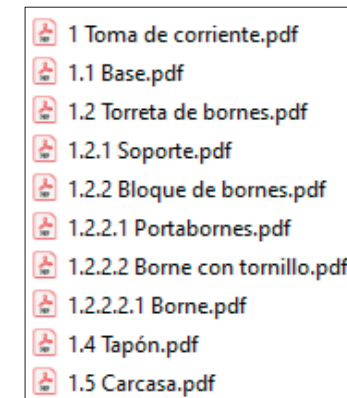 1 Toma de corriente.pdf
1.1 Base.pdf
1.2 Torreta de bornes.pdf
1.2.1 Soporte.pdf
1.2.2 Bloque de bornes.pdf
1.2.2.1 Portabornes.pdf
1.2.2.2 Borne con tornillo.pdf
1.2.2.2.1 Borne.pdf
1.4 Tapón.pdf
1.5 Carcasa.pdf